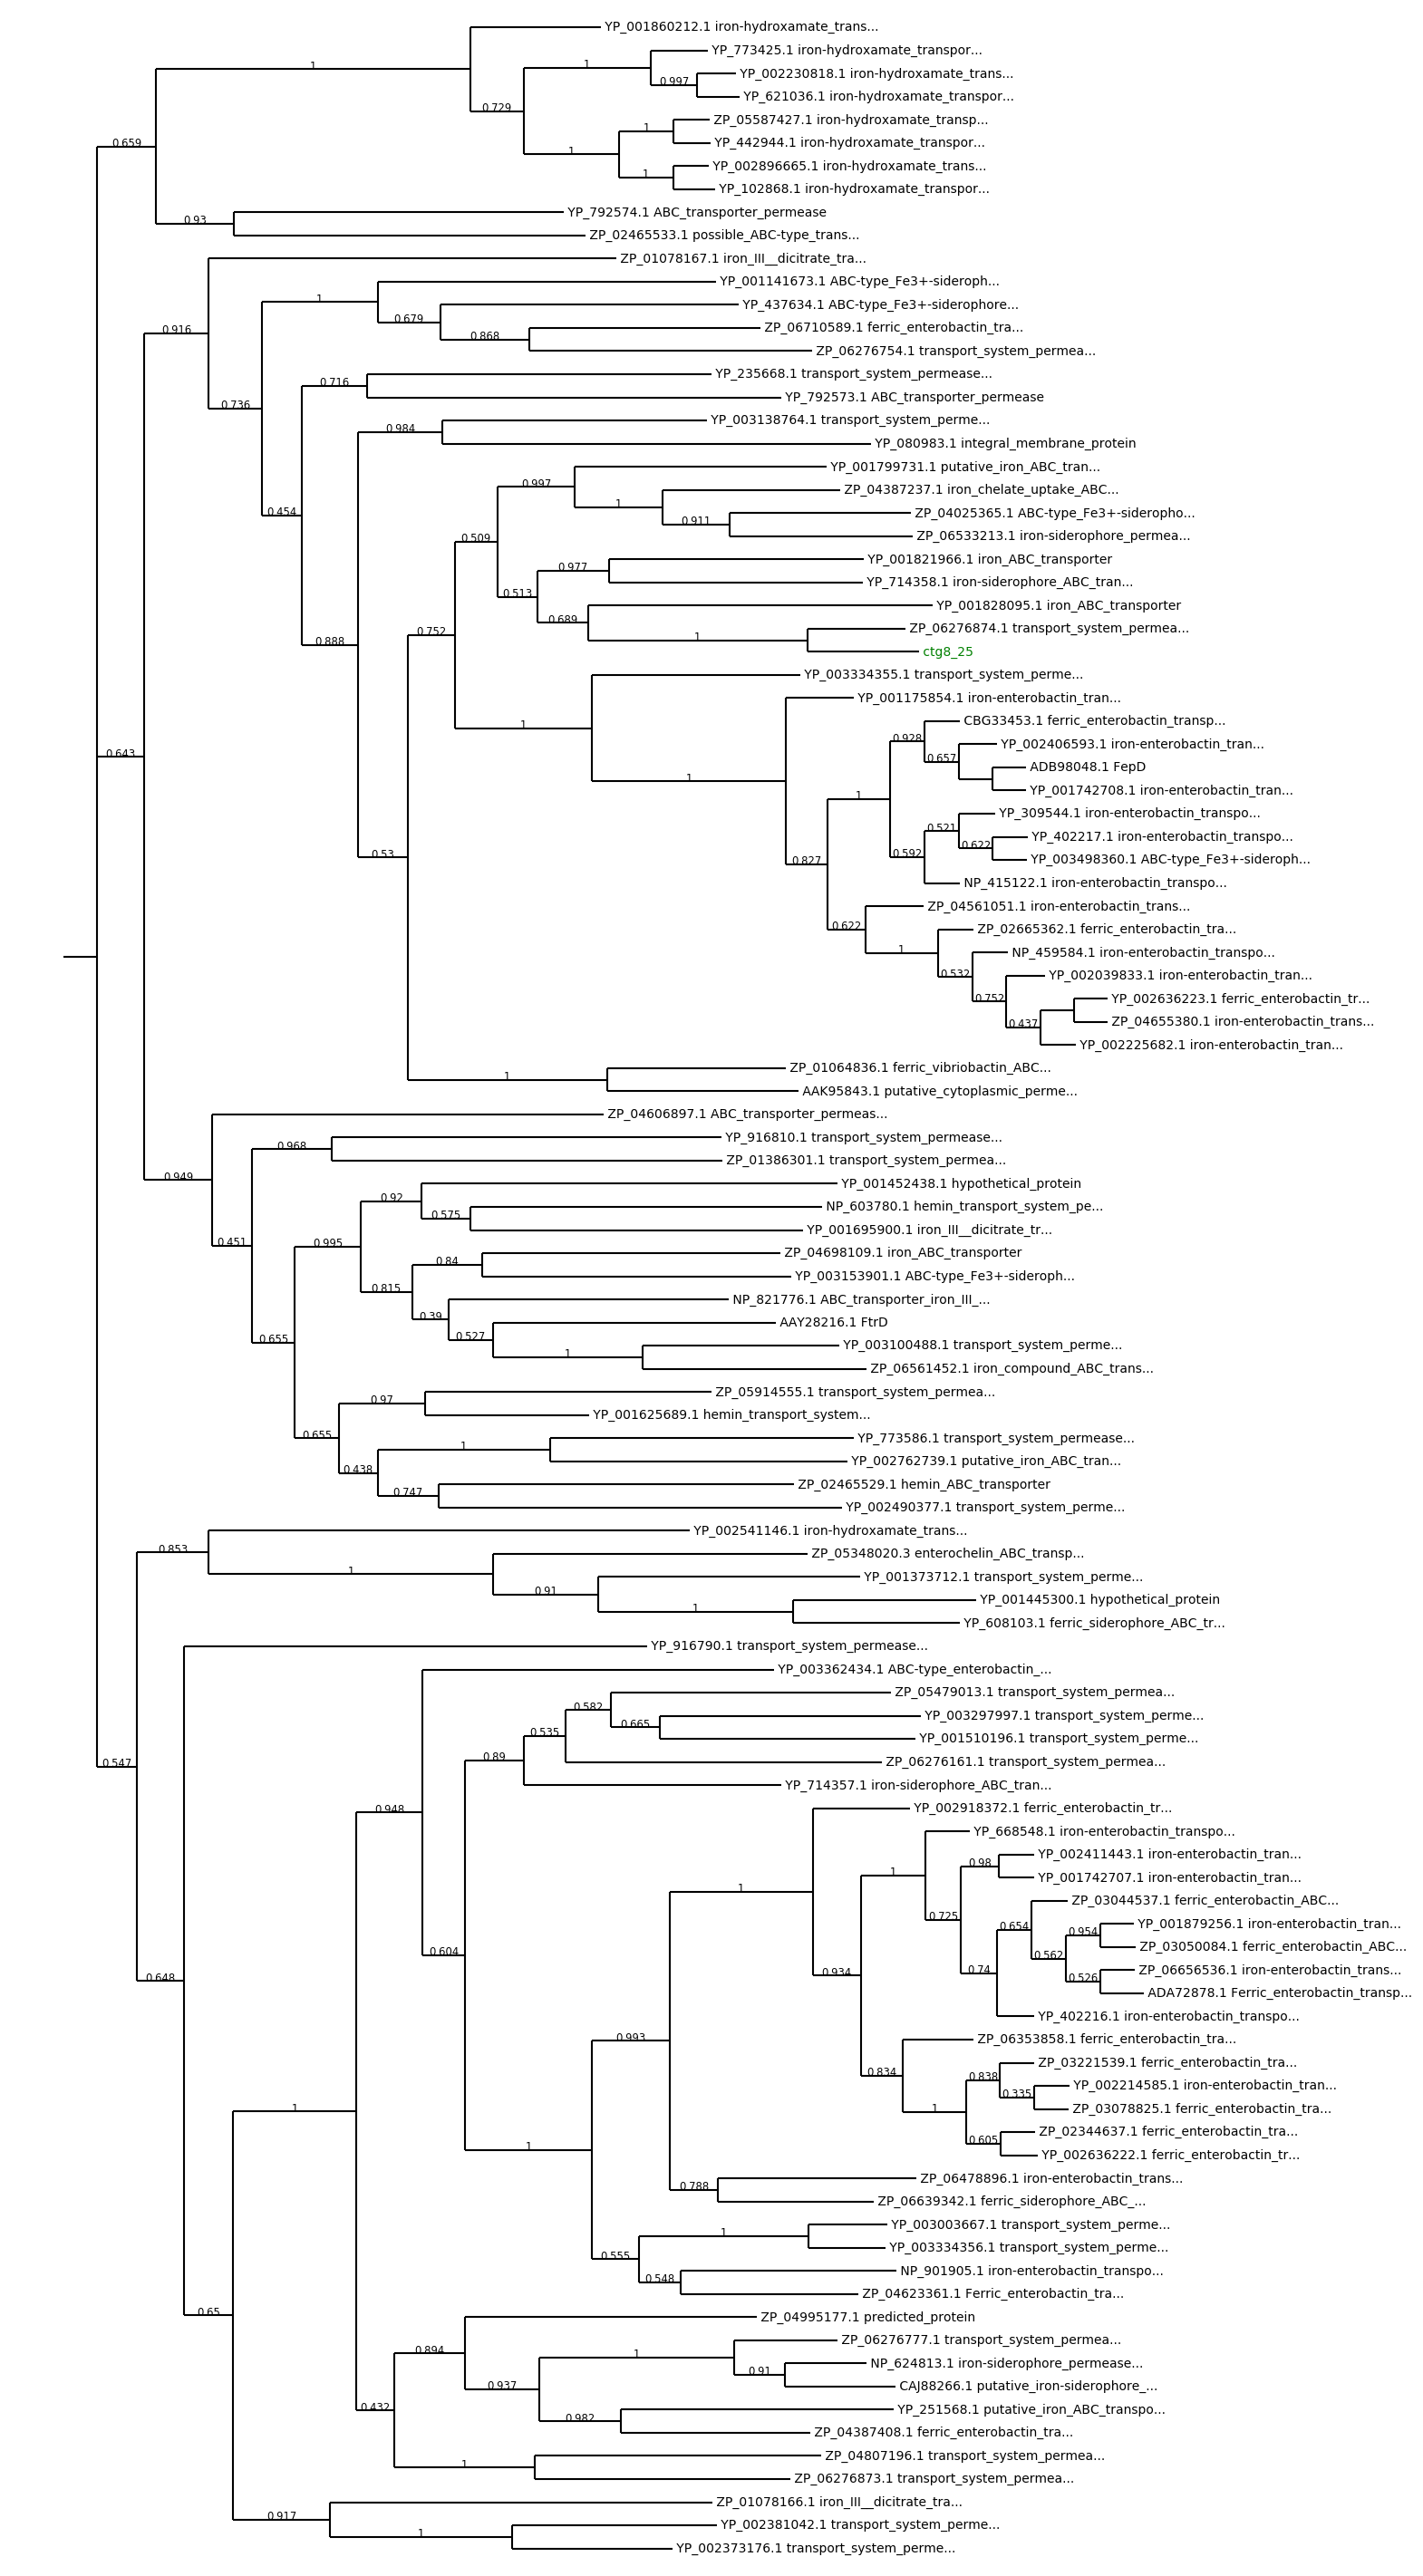 YP_001860212.1 iron-hydroxamate_trans...
YP_773425.1 iron-hydroxamate_transpor...
1
1
YP_002230818.1 iron-hydroxamate_trans...
0.997
YP_621036.1 iron-hydroxamate_transpor...
0.729
ZP_05587427.1 iron-hydroxamate_transp...
1
YP_442944.1 iron-hydroxamate_transpor...
0.659
1
YP_002896665.1 iron-hydroxamate_trans...
1
YP_102868.1 iron-hydroxamate_transpor...
YP_792574.1 ABC_transporter_permease
0.93
ZP_02465533.1 possible_ABC-type_trans...
ZP_01078167.1 iron_III__dicitrate_tra...
YP_001141673.1 ABC-type_Fe3+-sideroph...
1
YP_437634.1 ABC-type_Fe3+-siderophore...
0.679
ZP_06710589.1 ferric_enterobactin_tra...
0.916
0.868
ZP_06276754.1 transport_system_permea...
YP_235668.1 transport_system_permease...
0.716
YP_792573.1 ABC_transporter_permease
0.736
YP_003138764.1 transport_system_perme...
0.984
YP_080983.1 integral_membrane_protein
YP_001799731.1 putative_iron_ABC_tran...
0.997
ZP_04387237.1 iron_chelate_uptake_ABC...
1
ZP_04025365.1 ABC-type_Fe3+-sideropho...
0.454
0.911
ZP_06533213.1 iron-siderophore_permea...
0.509
YP_001821966.1 iron_ABC_transporter
0.977
YP_714358.1 iron-siderophore_ABC_tran...
0.513
YP_001828095.1 iron_ABC_transporter
0.689
ZP_06276874.1 transport_system_permea...
0.752
1
0.888
ctg8_25
YP_003334355.1 transport_system_perme...
YP_001175854.1 iron-enterobactin_tran...
CBG33453.1 ferric_enterobactin_transp...
1
0.928
YP_002406593.1 iron-enterobactin_tran...
0.643
0.657
ADB98048.1 FepD
1
YP_001742708.1 iron-enterobactin_tran...
1
YP_309544.1 iron-enterobactin_transpo...
0.521
YP_402217.1 iron-enterobactin_transpo...
0.622
0.53
0.592
YP_003498360.1 ABC-type_Fe3+-sideroph...
0.827
NP_415122.1 iron-enterobactin_transpo...
ZP_04561051.1 iron-enterobactin_trans...
0.622
ZP_02665362.1 ferric_enterobactin_tra...
1
NP_459584.1 iron-enterobactin_transpo...
0.532
YP_002039833.1 iron-enterobactin_tran...
0.752
YP_002636223.1 ferric_enterobactin_tr...
0.437
ZP_04655380.1 iron-enterobactin_trans...
YP_002225682.1 iron-enterobactin_tran...
ZP_01064836.1 ferric_vibriobactin_ABC...
1
AAK95843.1 putative_cytoplasmic_perme...
ZP_04606897.1 ABC_transporter_permeas...
YP_916810.1 transport_system_permease...
0.968
ZP_01386301.1 transport_system_permea...
0.949
YP_001452438.1 hypothetical_protein
0.92
NP_603780.1 hemin_transport_system_pe...
0.575
YP_001695900.1 iron_III__dicitrate_tr...
0.451
0.995
ZP_04698109.1 iron_ABC_transporter
0.84
YP_003153901.1 ABC-type_Fe3+-sideroph...
0.815
NP_821776.1 ABC_transporter_iron_III_...
0.39
AAY28216.1 FtrD
0.527
0.655
YP_003100488.1 transport_system_perme...
1
ZP_06561452.1 iron_compound_ABC_trans...
ZP_05914555.1 transport_system_permea...
0.97
YP_001625689.1 hemin_transport_system...
0.655
YP_773586.1 transport_system_permease...
1
YP_002762739.1 putative_iron_ABC_tran...
0.438
ZP_02465529.1 hemin_ABC_transporter
0.747
YP_002490377.1 transport_system_perme...
YP_002541146.1 iron-hydroxamate_trans...
0.853
ZP_05348020.3 enterochelin_ABC_transp...
1
YP_001373712.1 transport_system_perme...
0.91
YP_001445300.1 hypothetical_protein
1
YP_608103.1 ferric_siderophore_ABC_tr...
YP_916790.1 transport_system_permease...
YP_003362434.1 ABC-type_enterobactin_...
ZP_05479013.1 transport_system_permea...
0.582
YP_003297997.1 transport_system_perme...
0.665
0.535
YP_001510196.1 transport_system_perme...
0.89
ZP_06276161.1 transport_system_permea...
0.547
YP_714357.1 iron-siderophore_ABC_tran...
0.948
YP_002918372.1 ferric_enterobactin_tr...
YP_668548.1 iron-enterobactin_transpo...
YP_002411443.1 iron-enterobactin_tran...
0.98
1
YP_001742707.1 iron-enterobactin_tran...
1
ZP_03044537.1 ferric_enterobactin_ABC...
0.725
YP_001879256.1 iron-enterobactin_tran...
0.654
0.954
ZP_03050084.1 ferric_enterobactin_ABC...
0.604
0.562
ZP_06656536.1 iron-enterobactin_trans...
0.648
0.934
0.74
0.526
ADA72878.1 Ferric_enterobactin_transp...
YP_402216.1 iron-enterobactin_transpo...
0.993
ZP_06353858.1 ferric_enterobactin_tra...
ZP_03221539.1 ferric_enterobactin_tra...
0.834
0.838
YP_002214585.1 iron-enterobactin_tran...
0.335
1
1
ZP_03078825.1 ferric_enterobactin_tra...
ZP_02344637.1 ferric_enterobactin_tra...
0.605
1
YP_002636222.1 ferric_enterobactin_tr...
ZP_06478896.1 iron-enterobactin_trans...
0.788
ZP_06639342.1 ferric_siderophore_ABC_...
YP_003003667.1 transport_system_perme...
1
YP_003334356.1 transport_system_perme...
0.555
NP_901905.1 iron-enterobactin_transpo...
0.548
ZP_04623361.1 Ferric_enterobactin_tra...
0.65
ZP_04995177.1 predicted_protein
ZP_06276777.1 transport_system_permea...
0.894
1
NP_624813.1 iron-siderophore_permease...
0.91
0.937
CAJ88266.1 putative_iron-siderophore_...
0.432
YP_251568.1 putative_iron_ABC_transpo...
0.982
ZP_04387408.1 ferric_enterobactin_tra...
ZP_04807196.1 transport_system_permea...
1
ZP_06276873.1 transport_system_permea...
ZP_01078166.1 iron_III__dicitrate_tra...
0.917
YP_002381042.1 transport_system_perme...
1
YP_002373176.1 transport_system_perme...